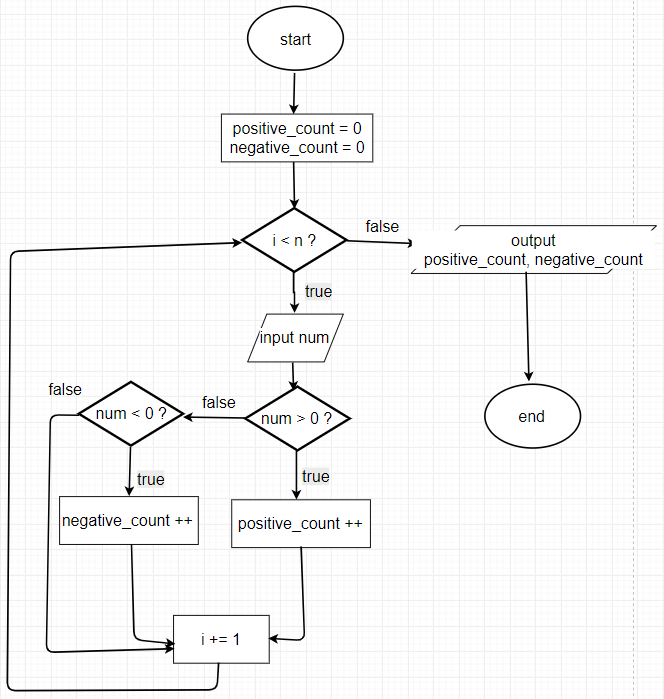 start
positive_count = 0
negative_count = 0
i < n ?
false
output
positive_count, negative_count
true
input num
false
num < 0 ?
false
num > 0 ?
end
true
true
negative_count ++
positive_count ++
i += 1